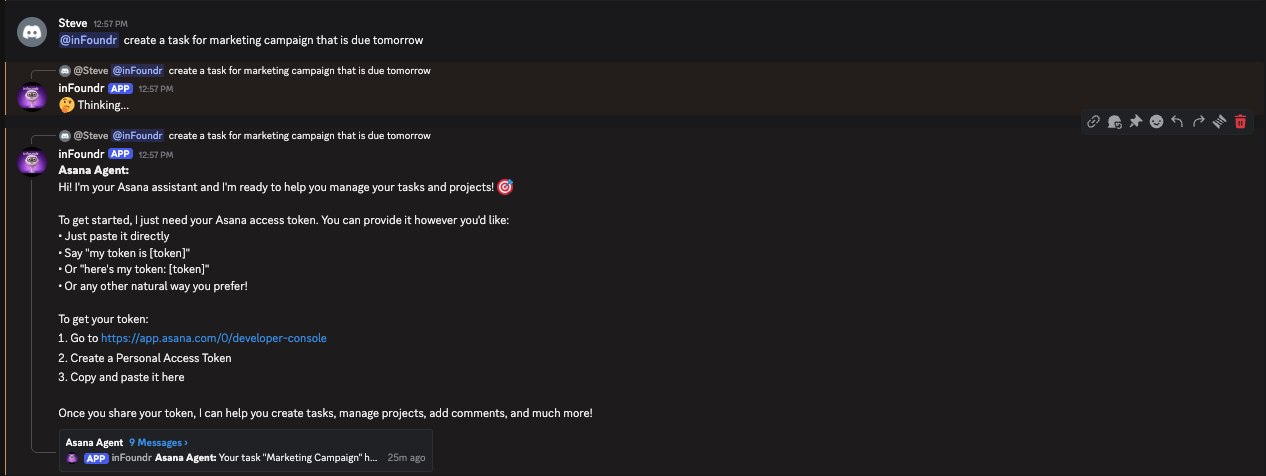 Steve 12:57 PM
@inFoundr create a task for marketing campaign that is due tomorrow
@Steve @inFoundr create a task for marketing campaign that is due tomorrow
inFoundr APP 12:57 PM
🤔 Thinking...
@Steve @inFoundr create a task for marketing campaign that is due tomorrow
inFoundr APP 12:57 PM
Asana Agent:
Hi! I'm your Asana assistant and I'm ready to help you manage your tasks and projects! 🎯
To get started, I just need your Asana access token. You can provide it however you'd like:
• Just paste it directly
• Say "my token is [token]"
• Or "here's my token: [token]"
• Or any other natural way you prefer!
To get your token:
1. Go to https://app.asana.com/0/developer-console
2. Create a Personal Access Token
3. Copy and paste it here
Once you share your token, I can help you create tasks, manage projects, add comments, and much more!
Asana Agent 9 Messages ›
APP inFoundr Asana Agent: Your task "Marketing Campaign" h... 25m ago